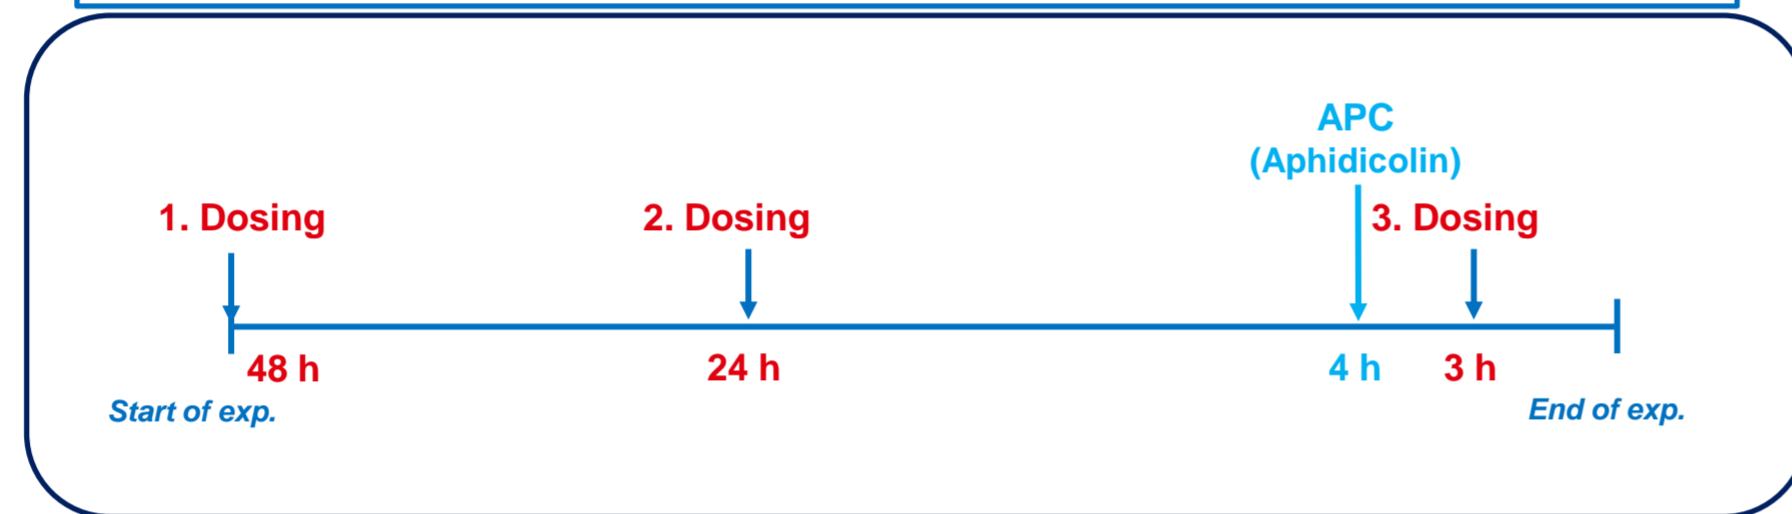 APC
(Aphidicolin)
1. Dosing
2. Dosing
3. Dosing
48 h
24 h
4 h
3 h
Start of exp.
End of exp.